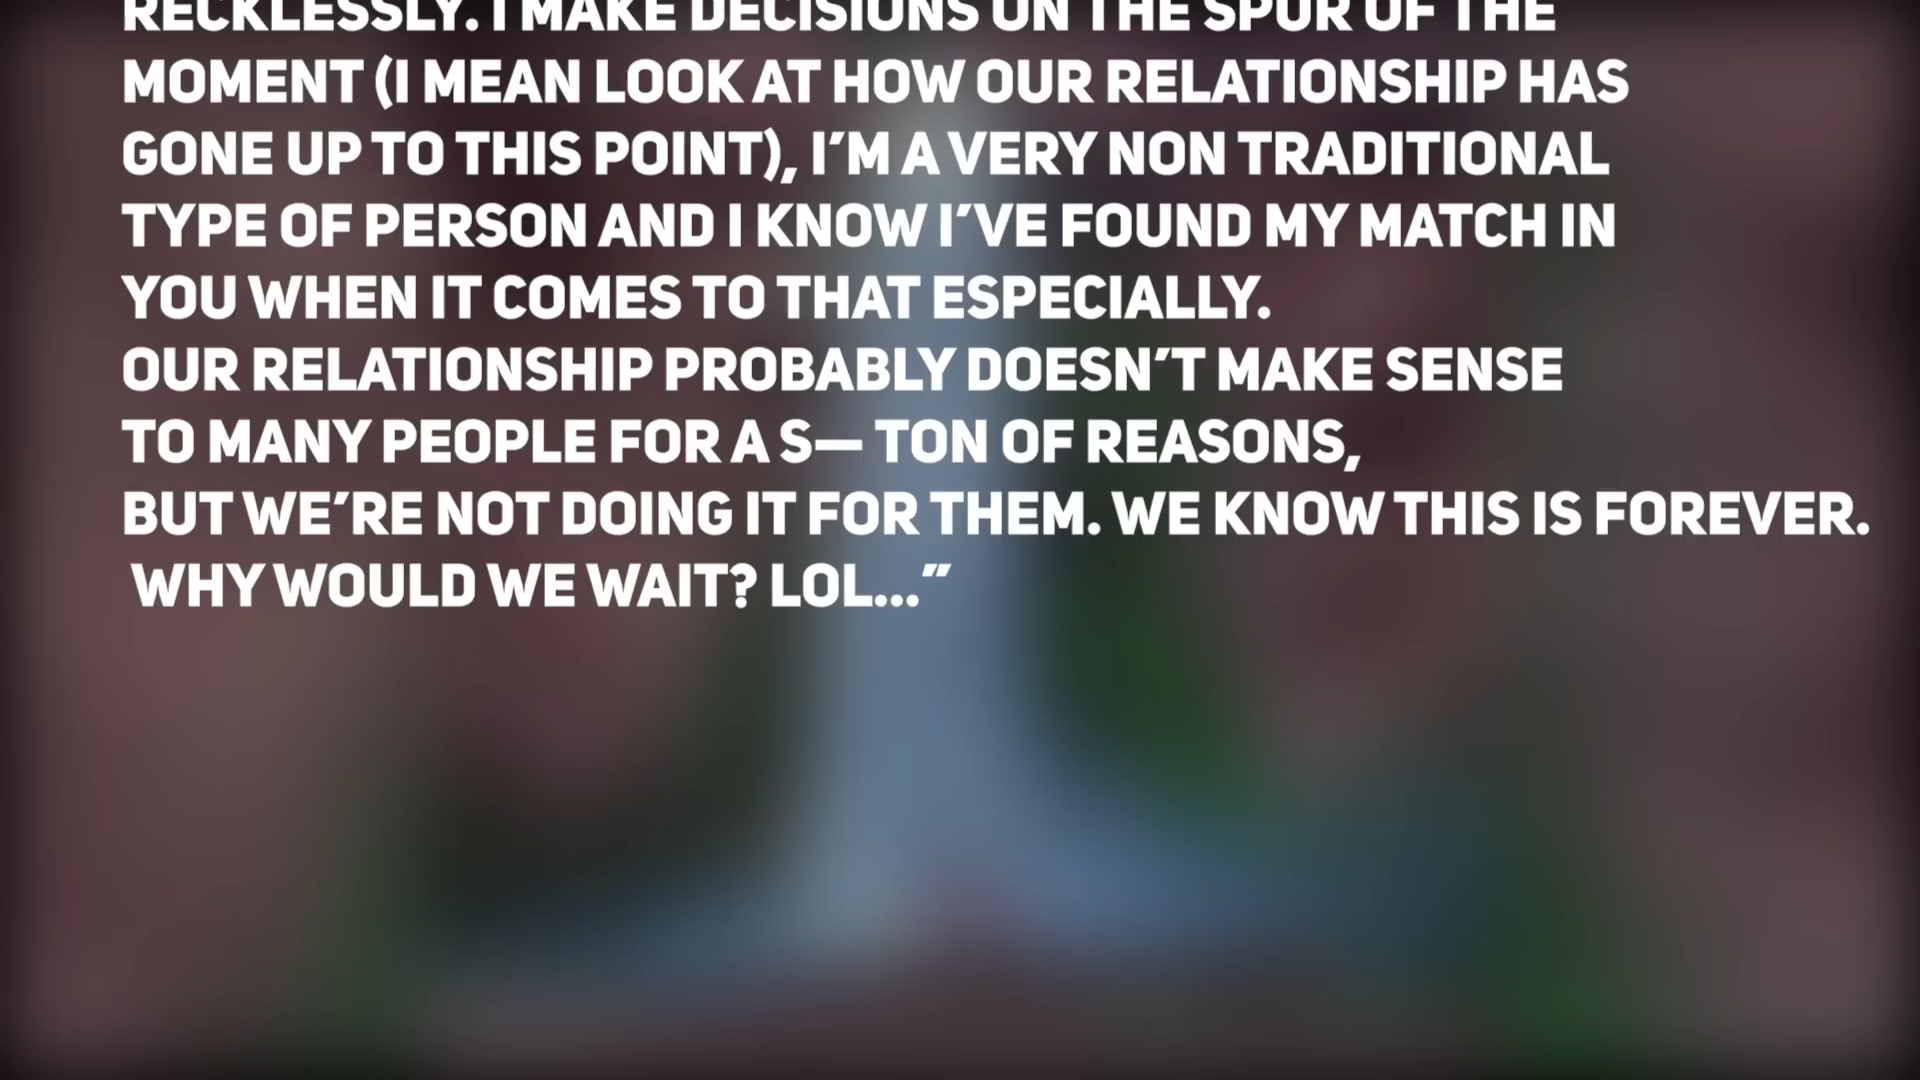 RECKLESSLY. I MAKE DECISIONS ON THE SPUR OF THE
MOMENT (I MEAN LOOK AT HOW OUR RELATIONSHIP HAS
GONE UP TO THIS POINT), I’M A VERY NON TRADITIONAL
TYPE OF PERSON AND I KNOW I’VE FOUND MY MATCH IN
YOU WHEN IT COMES TO THAT ESPECIALLY.
OUR RELATIONSHIP PROBABLY DOESN’T MAKE SENSE
TO MANY PEOPLE FOR A S— TON OF REASONS,
BUT WE’RE NOT DOING IT FOR THEM. WE KNOW THIS IS FOREVER.
WHY WOULD WE WAIT? LOL...”